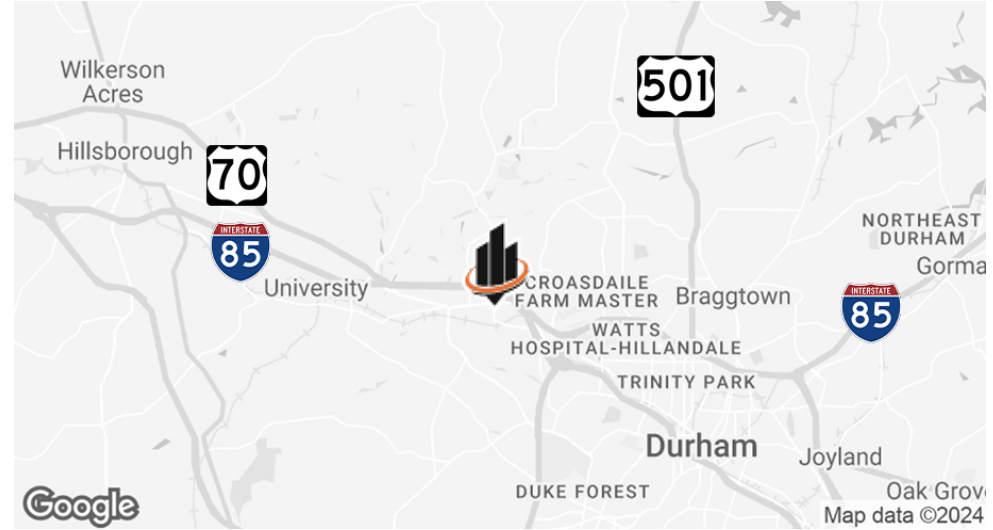 Wilkerson
Acres
501
Hillsborough
70
INTERSTATE
85
NORTHEAST
DURHAM
Gorma
University
CROASDAILE
FARM MASTER
Braggtown
INTERSTATE
85
WATTS
HOSPITAL-HILLANDALE
TRINITY PARK
Durham
Joyland
DUKE FOREST
Oak Grove
Google
Map data ©2024